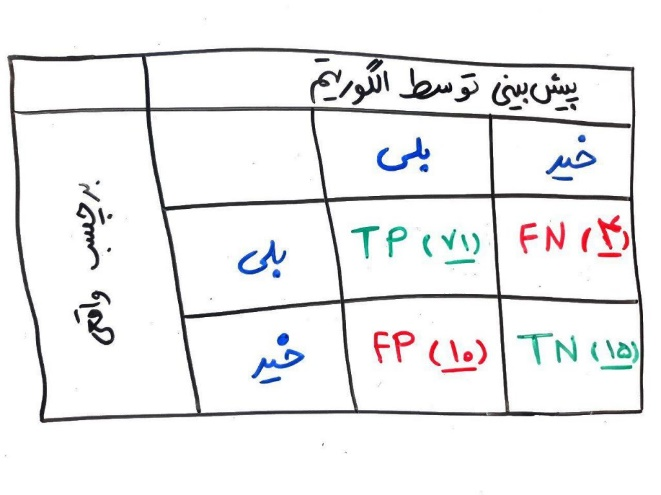 پیش‌بینی توسط الگوریتم
بلی خیر
برچسب واقعی
بلی TP (۷۱) FN (۴)
خیر FP (۱۰) TN (۱۵)